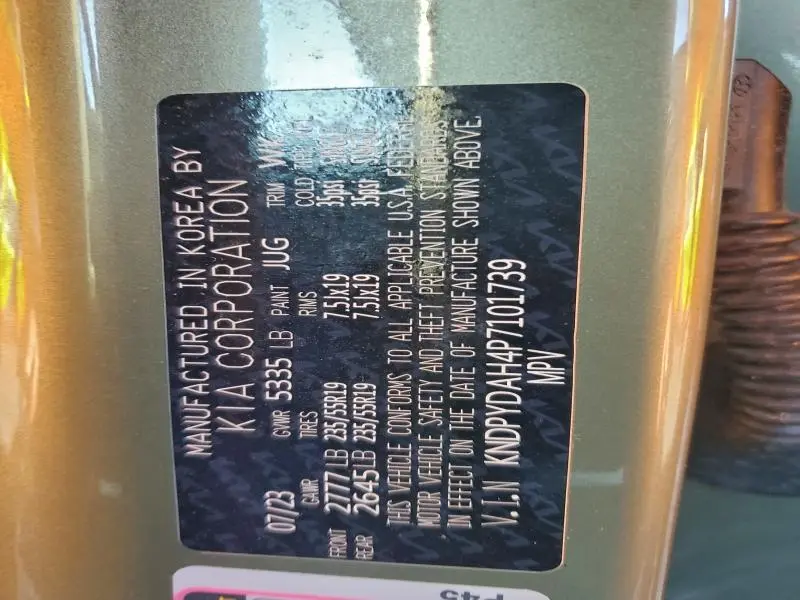 MANUFACTURED IN KOREA BY
KIA CORPORATION
07/23 GVWR 5335 LB PAINT JUG TRIM WK
GAWR TIRES RIMS COLD
FRONT 2777 LB 235/55R19 7.5Jx19 35psi
REAR 2645 LB 235/55R19 7.5Jx19 35psi
THIS VEHICLE CONFORMS TO ALL APPLICABLE U.S.A. FEDERAL
MOTOR VEHICLE SAFETY AND THEFT PREVENTION STANDARDS
IN EFFECT ON THE DATE OF MANUFACTURE SHOWN ABOVE.
V.I.N KNDPYDAH4P7101739
MPV